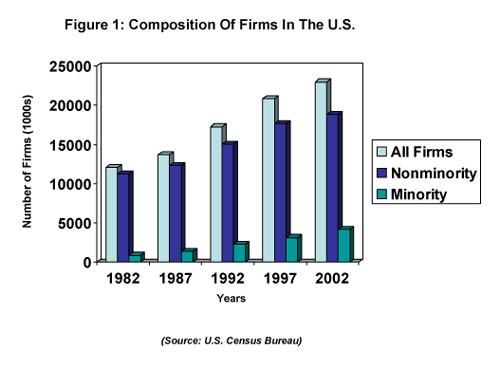 Figure 1: Composition Of Firms In The U.S.
Number of Firms (1000s)
25000
20000
15000
10000
5000
0
1982 1987 1992 1997 2002
Years
All Firms
Nonminority
Minority
(Source: U.S. Census Bureau)